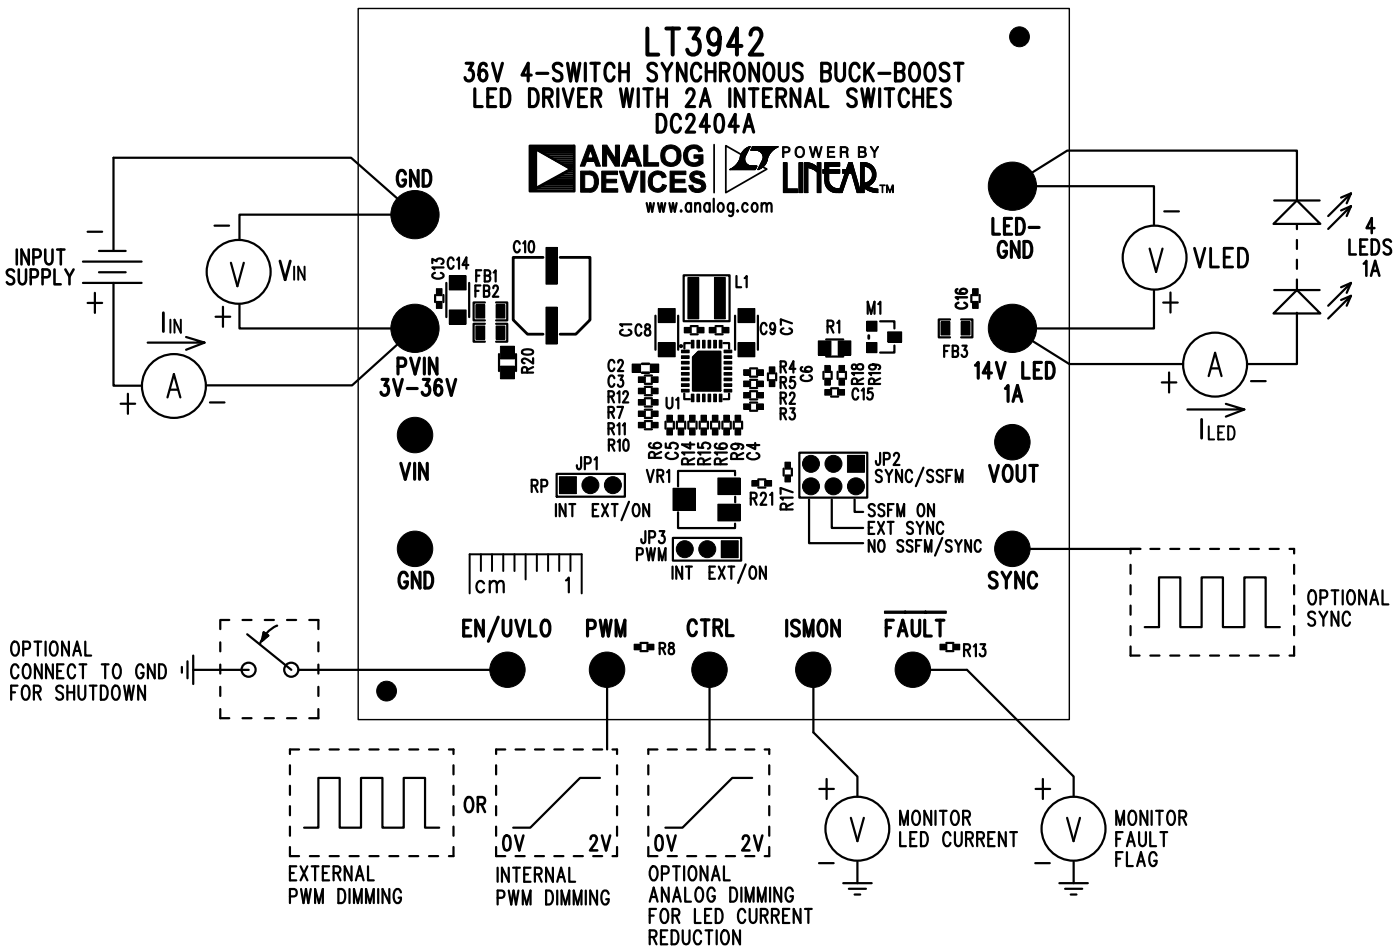 LT3942
36V 4-SWITCH SYNCHRONOUS BUCK-BOOST
LED DRIVER WITH 2A INTERNAL SWITCHES
DC2404A
ANALOG
DEVICES
POWER BY
LINEAR™
www.analog.com
GND
INPUT
SUPPLY
-
+
-
V
+
VIN
IIN
A
+
-
PVIN
3V-36V
VIN
GND
C13
C14
FB1
FB2
C10
R20
L1
C1
C8
C9
C7
C2
C3
R12
R7
R11
R10
U1
R4
R5
R2
R3
R6
C5
R14
R15
R16
R9
C4
C6
R1
R18
R19
C15
M1
FB3
C16
LED-
GND
-
V
+
VLED
4
LEDS
1A
14V LED
1A
A
+
-
ILED
VOUT
JP1
RP
INT EXT/ON
VR1
R21
R17
JP2
SYNC/SSFM
SSFM ON
EXT SYNC
NO SSFM/SYNC
JP3
PWM
INT EXT/ON
cm
1
SYNC
OPTIONAL
SYNC
EN/UVLO
PWM
R8
CTRL
ISMON
FAULT
R13
OPTIONAL
CONNECT TO GND
FOR SHUTDOWN
OR
EXTERNAL
PWM DIMMING
0V 2V
INTERNAL
PWM DIMMING
0V 2V
OPTIONAL
ANALOG DIMMING
FOR LED CURRENT
REDUCTION
+
V
-
MONITOR
LED CURRENT
+
V
-
MONITOR
FAULT
FLAG